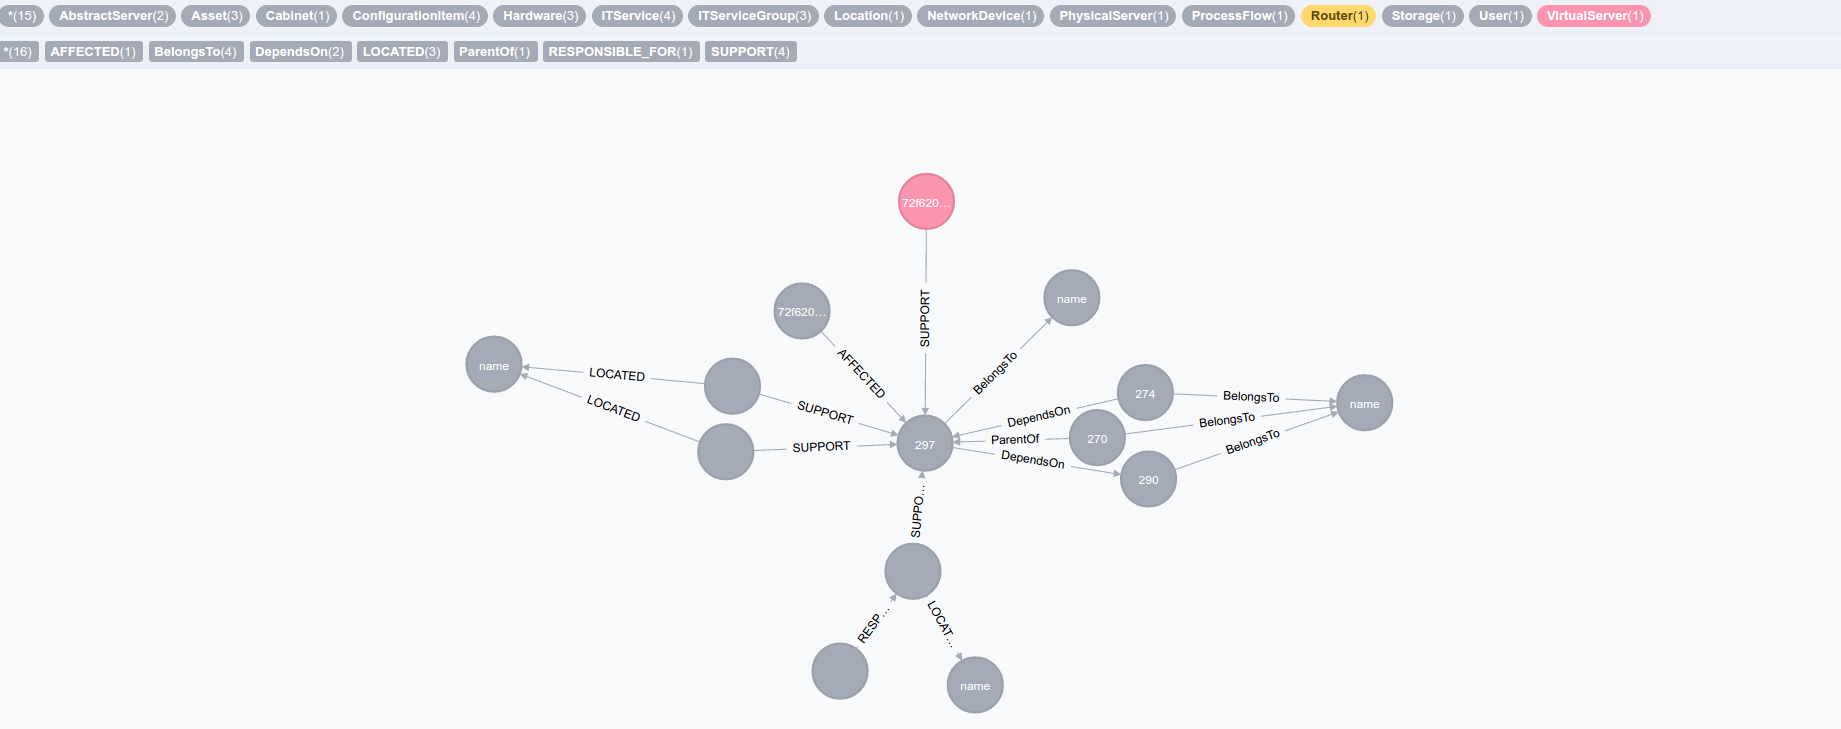 *(15) AbstractServer(2) Asset(3) Cabinet(1) ConfigurationItem(4) Hardware(3) ITService(4) ITServiceGroup(3) Location(1) NetworkDevice(1) PhysicalServer(1) ProcessFlow(1) Router(1) Storage(1) User(1) VirtualServer(1)
*(16) AFFECTED(1) BelongsTo(4) DependsOn(2) LOCATED(3) ParentOf(1) RESPONSIBLE_FOR(1) SUPPORT(4)
72f620...
SUPPORT
name
72f620...
AFFECTED
BelongsTo
name
LOCATED
LOCATED
SUPPORT
SUPPORT
297
DependsOn
ParentOf
DependsOn
274
270
290
BelongsTo
BelongsTo
BelongsTo
name
SUPPO...
RESP...
LOCAT...
name